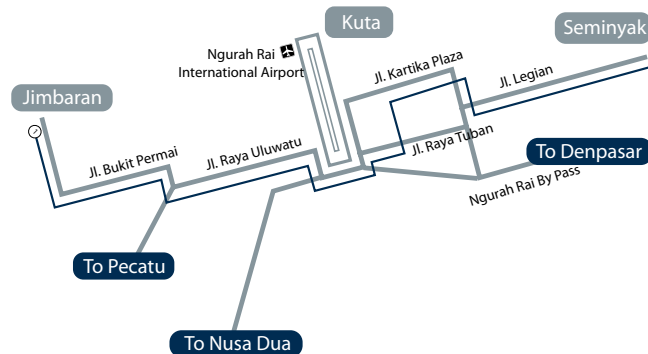 Kuta
Seminyak
Ngurah Rai
International Airport
Jl. Kartika Plaza
Jl. Legian
Jimbaran
Jl. Bukit Permai
Jl. Raya Uluwatu
Jl. Raya Tuban
To Denpasar
Ngurah Rai By Pass
To Pecatu
To Nusa Dua